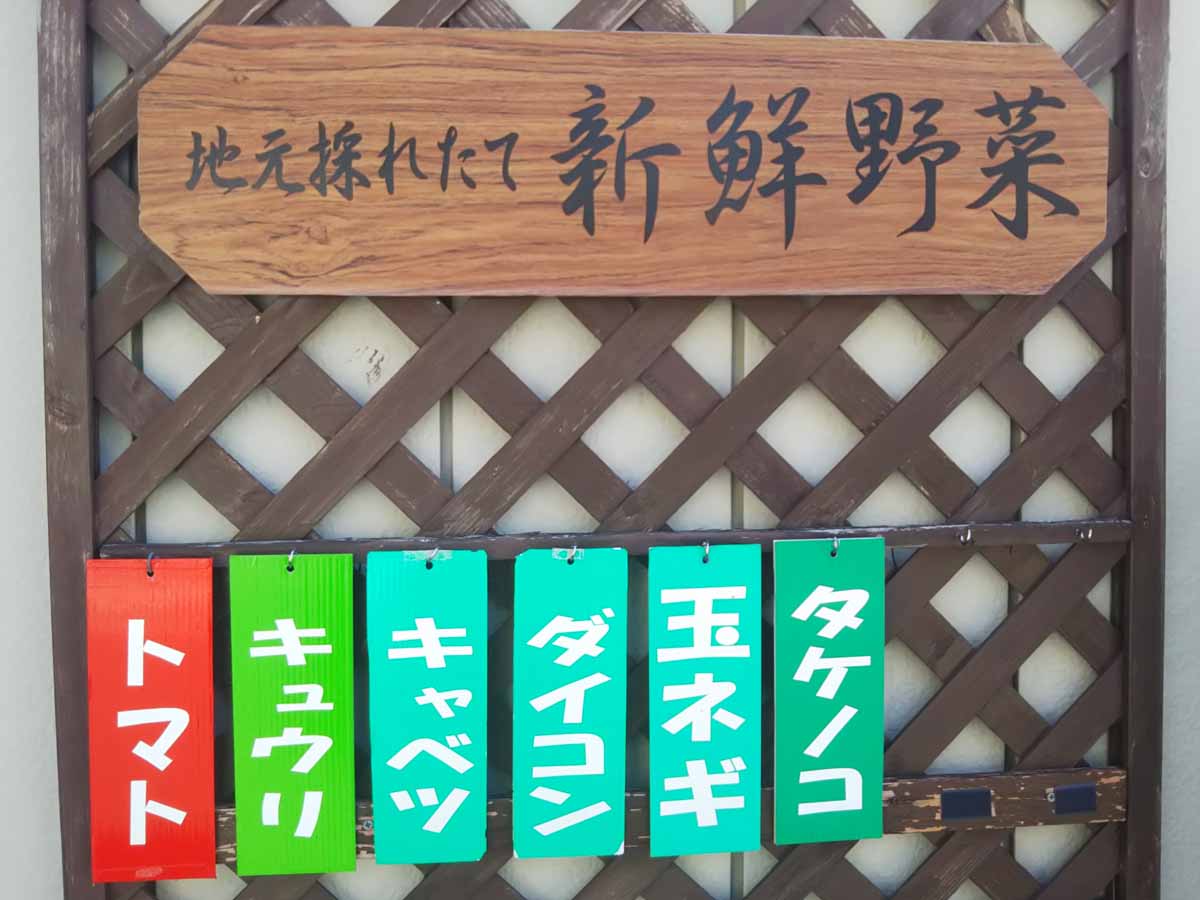 地元採れたて 新鮮野菜
トマト
キュウリ
キャベツ
ダイコン
玉ネギ
タケノコ